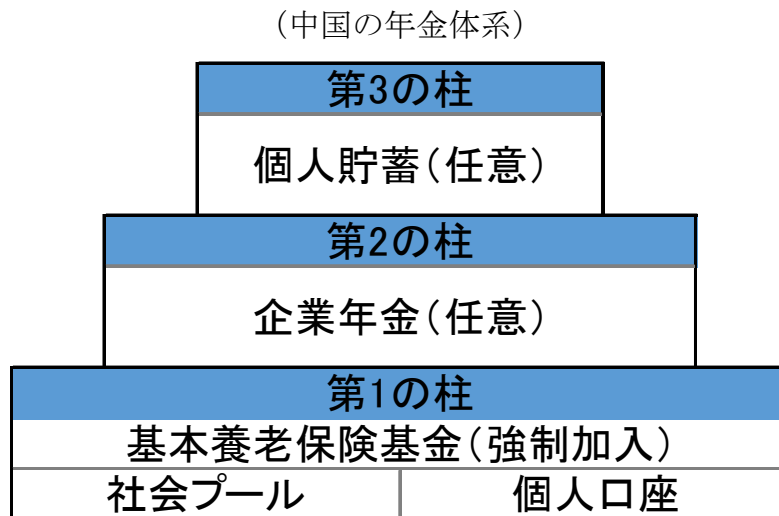 (中国の年金体系)
第3の柱
個人貯蓄(任意)
第2の柱
企業年金(任意)
第1の柱
基本養老保険基金(強制加入)
社会プール 個人口座